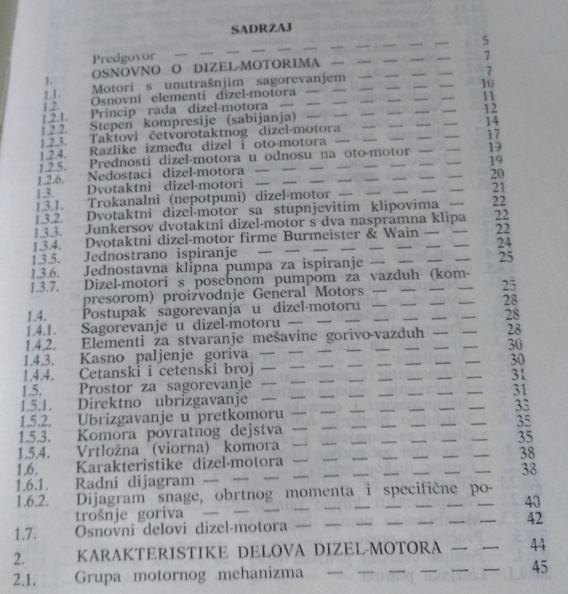 SADRŽAJ
Predgovor — — — — — — — — — 5
1. OSNOVNO O DIZEL-MOTORIMA — — — — — 7
1.1. Motori s unutrašnjim sagorevanjem — — — — 7
1.2. Osnovni elementi dizel-motora — — — — — 10
1.2.1. Princip rada dizel-motora — — — — — — 11
1.2.2. Stepen kompresije (sabijanja) — — — — — 12
1.2.3. Taktovi četvorotaktnog dizel-motora — — — — 14
1.2.4. Razlike između dizel i oto-motora — — — — 17
1.2.5. Prednosti dizel-motora u odnosu na oto-motor — — 19
1.2.6. Nedostaci dizel-motora — — — — — — 19
1.3. Dvotaktni dizel-motori — — — — — — 20
1.3.1. Trokanalni (nepotpuni) dizel-motor — — — — 21
1.3.2. Dvotaktni dizel-motor sa stupnjevitim klipovima — 22
1.3.3. Junkersov dvotaktni dizel-motor s dva naspramna klipa 22
1.3.4. Dvotaktni dizel-motor firme Burmeister & Wain — — 22
1.3.5. Jednostrano ispiranje — — — — — — 24
1.3.6. Jednostavna klipna pumpa za ispiranje — — — 25
1.3.7. Dizel-motori s posebnom pumpom za vazduh (kom-
presorom) proizvodnje General Motors — — — — 25
1.4. Postupak sagorevanja u dizel-motoru — — — — 28
1.4.1. Sagorevanje u dizel-motoru — — — — — — 28
1.4.2. Elementi za stvaranje mešavine gorivo-vazduh — — 28
1.4.3. Kasno paljenje goriva — — — — — — — 30
1.4.4. Cetanski i cetenski broj — — — — — — 30
1.5. Prostor za sagorevanje — — — — — — — 31
1.5.1. Direktno ubrizgavanje — — — — — — — 31
1.5.2. Ubrizgavanje u pretkomoru — — — — — — 33
1.5.3. Komora povratnog dejstva — — — — — — 35
1.5.4. Vrtložna (viorna) komora — — — — — — 35
1.6. Karakteristike dizel-motora — — — — — — 38
1.6.1. Radni dijagram — — — — — — — — 38
1.6.2. Dijagram snage, obrtnog momenta i specifične po-
trošnje goriva — — — — — — — — 40
1.7. Osnovni delovi dizel-motora — — — — — — 42
2. KARAKTERISTIKE DELOVA DIZEL-MOTORA — — 44
2.1. Grupa motornog mehanizma — — — — — 45